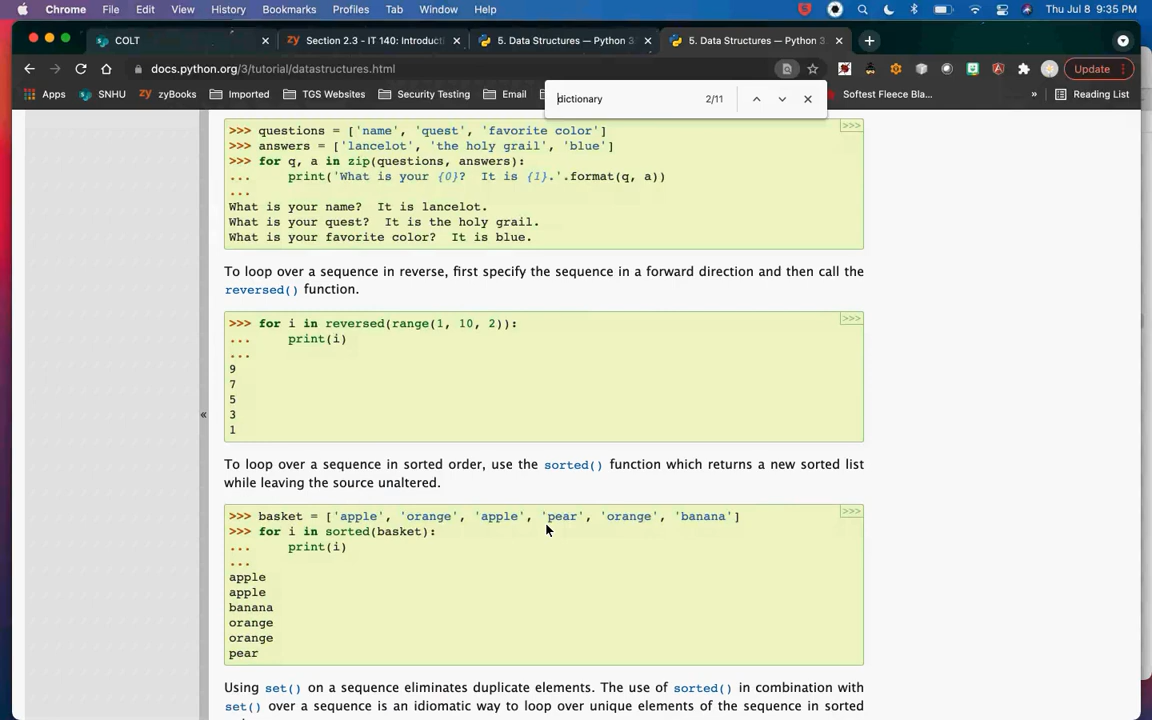 Chrome File Edit View History Bookmarks Profiles Tab Window Help Thu Jul 8 9:35 PM
COLT Section 2.3 - IT 140: Introducti 5. Data Structures — Python 3 5. Data Structures — Python 3.
docs.python.org/3/tutorial/datastructures.html Update
Apps SNHU zyBooks Imported TGS Websites Security Testing Email Softest Fleece Bla... » Reading List
dictionary 2/11
>>> questions = ['name', 'quest', 'favorite color']
>>> answers = ['lancelot', 'the holy grail', 'blue']
>>> for q, a in zip(questions, answers):
... print('What is your {0}? It is {1}.'.format(q, a))
...
What is your name? It is lancelot.
What is your quest? It is the holy grail.
What is your favorite color? It is blue.
>>>
To loop over a sequence in reverse, first specify the sequence in a forward direction and then call the
reversed() function.
>>> for i in reversed(range(1, 10, 2)):
... print(i)
...
9
7
5
3
1
>>>
«
To loop over a sequence in sorted order, use the sorted() function which returns a new sorted list
while leaving the source unaltered.
>>> basket = ['apple', 'orange', 'apple', 'pear', 'orange', 'banana']
>>> for i in sorted(basket):
... print(i)
...
apple
apple
banana
orange
orange
pear
>>>
Using set() on a sequence eliminates duplicate elements. The use of sorted() in combination with
set() over a sequence is an idiomatic way to loop over unique elements of the sequence in sorted